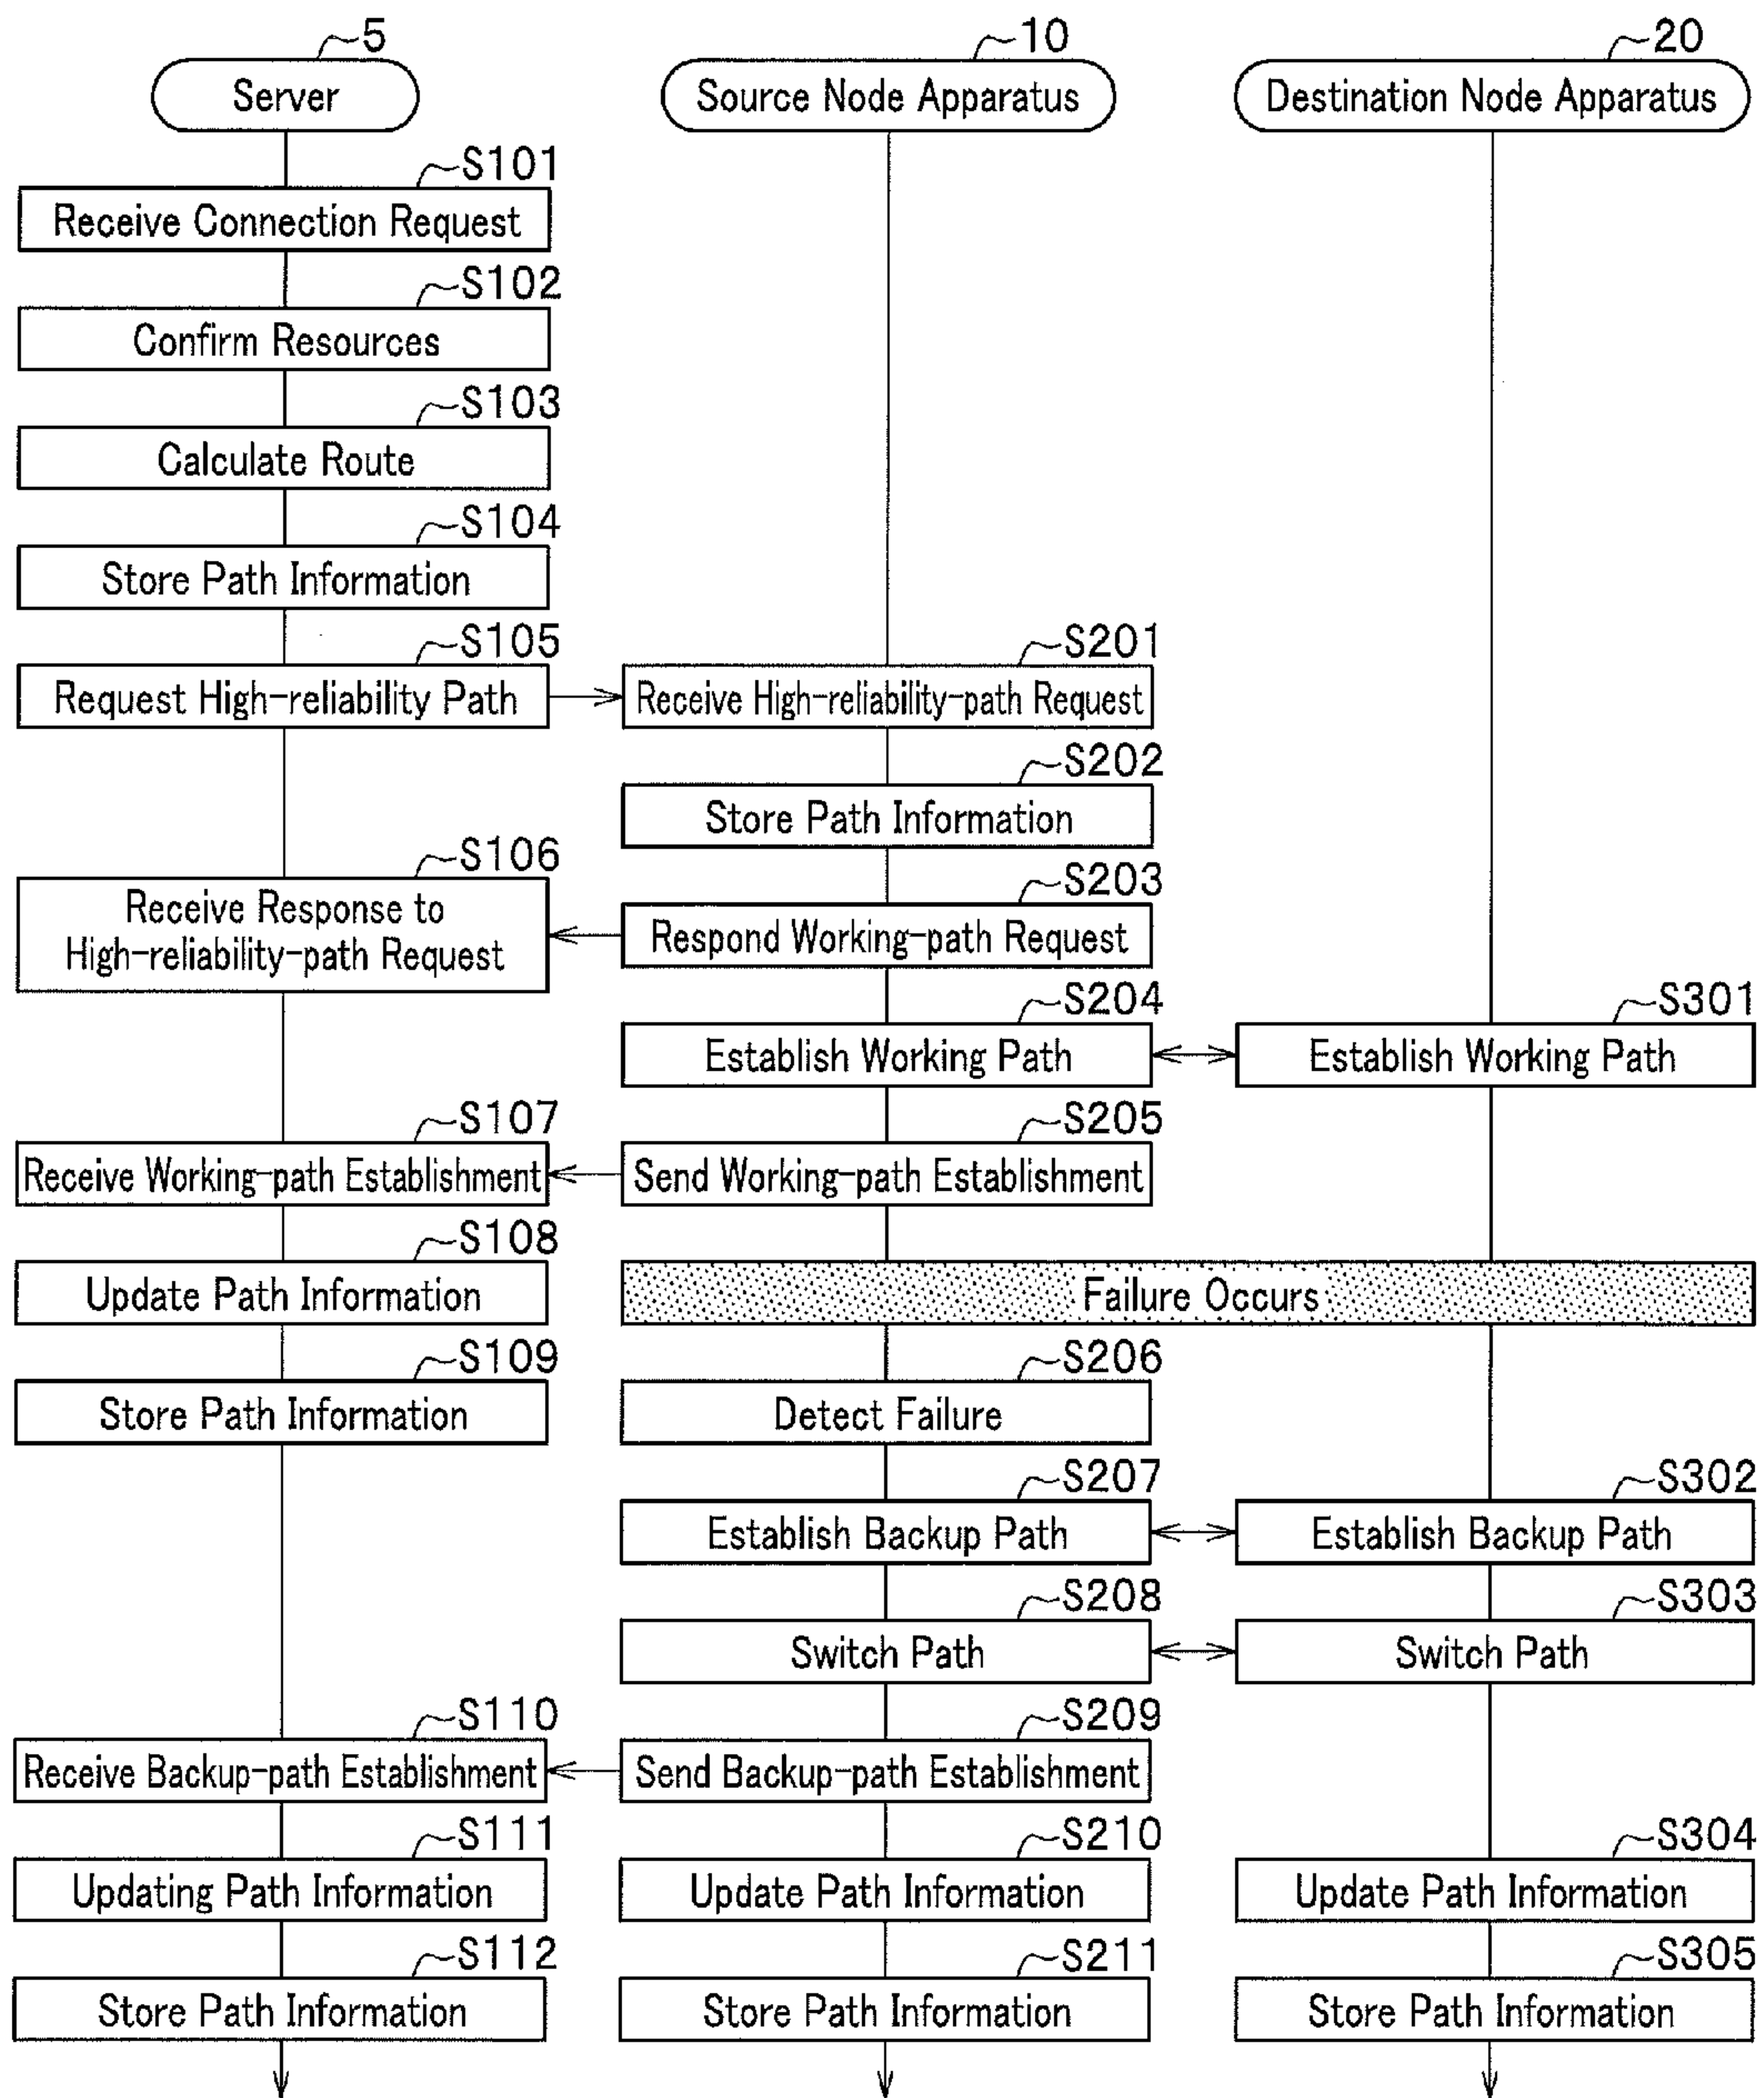 5
10
20
Server
Source Node Apparatus
Destination Node Apparatus
S101
Receive Connection Request
S102
Confirm Resources
S103
Calculate Route
S104
Store Path Information
S105
S201
Request High-reliability Path
Receive High-reliability-path Request
S202
Store Path Information
S106
S203
Receive Response to
High-reliability-path Request
Respond Working-path Request
S204
S301
Establish Working Path
Establish Working Path
S107
S205
Receive Working-path Establishment
Send Working-path Establishment
S108
Update Path Information
Failure Occurs
S109
S206
Store Path Information
Detect Failure
S207
S302
Establish Backup Path
Establish Backup Path
S208
S303
Switch Path
Switch Path
S110
S209
Receive Backup-path Establishment
Send Backup-path Establishment
S111
S210
S304
Updating Path Information
Update Path Information
Update Path Information
S112
S211
S305
Store Path Information
Store Path Information
Store Path Information